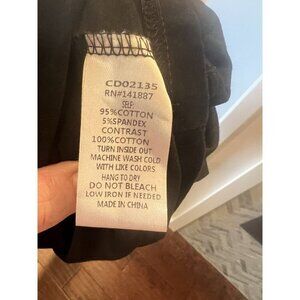 CD02135
RN#141887
SELF:
95%COTTON
5%SPANDEX
CONTRAST
100%COTTON
TURN INSIDE OUT
MACHINE WASH COLD
WITH LIKE COLORS
HANG TO DRY
DO NOT BLEACH
LOW IRON IF NEEDED
MADE IN CHINA